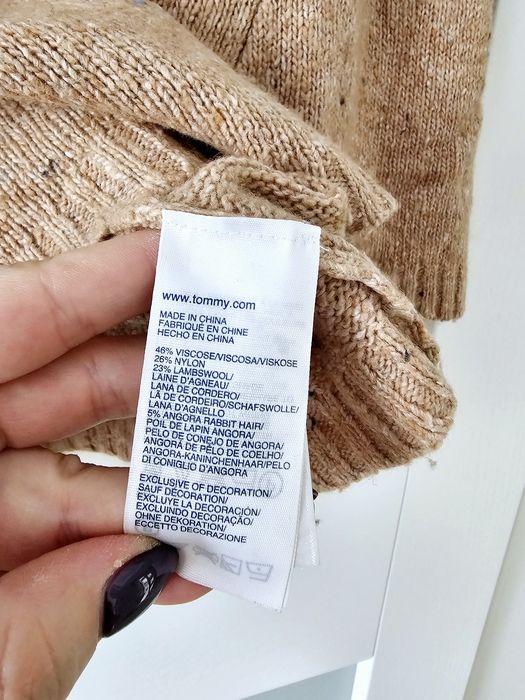 www.tommy.com
MADE IN CHINA
FABRIQUÉ EN CHINE
HECHO EN CHINA
46% VISCOSE/VISCOSA/VISKOSE
26% NYLON
23% LAMBSWOOL/
LAINE D'AGNEAU/
LANA DE CORDERO/
LÃ DE CORDEIRO/SCHAFSWOLLE/
LANA D'AGNELLO
5% ANGORA RABBIT HAIR/
POIL DE LAPIN ANGORA/
PELO DE CONEJO DE ANGORA/
ANGORÁ DE PÊLO DE COELHO/
ANGORA-KANINCHENHAAR/PELO
DI CONIGLIO D'ANGORA
EXCLUSIVE OF DECORATION/
SAUF DÉCORATION/
EXCLUYE LA DECORACIÓN/
EXCLUINDO DECORAÇÃO/
OHNE DEKORATION/
ECCETTO DECORAZIONE